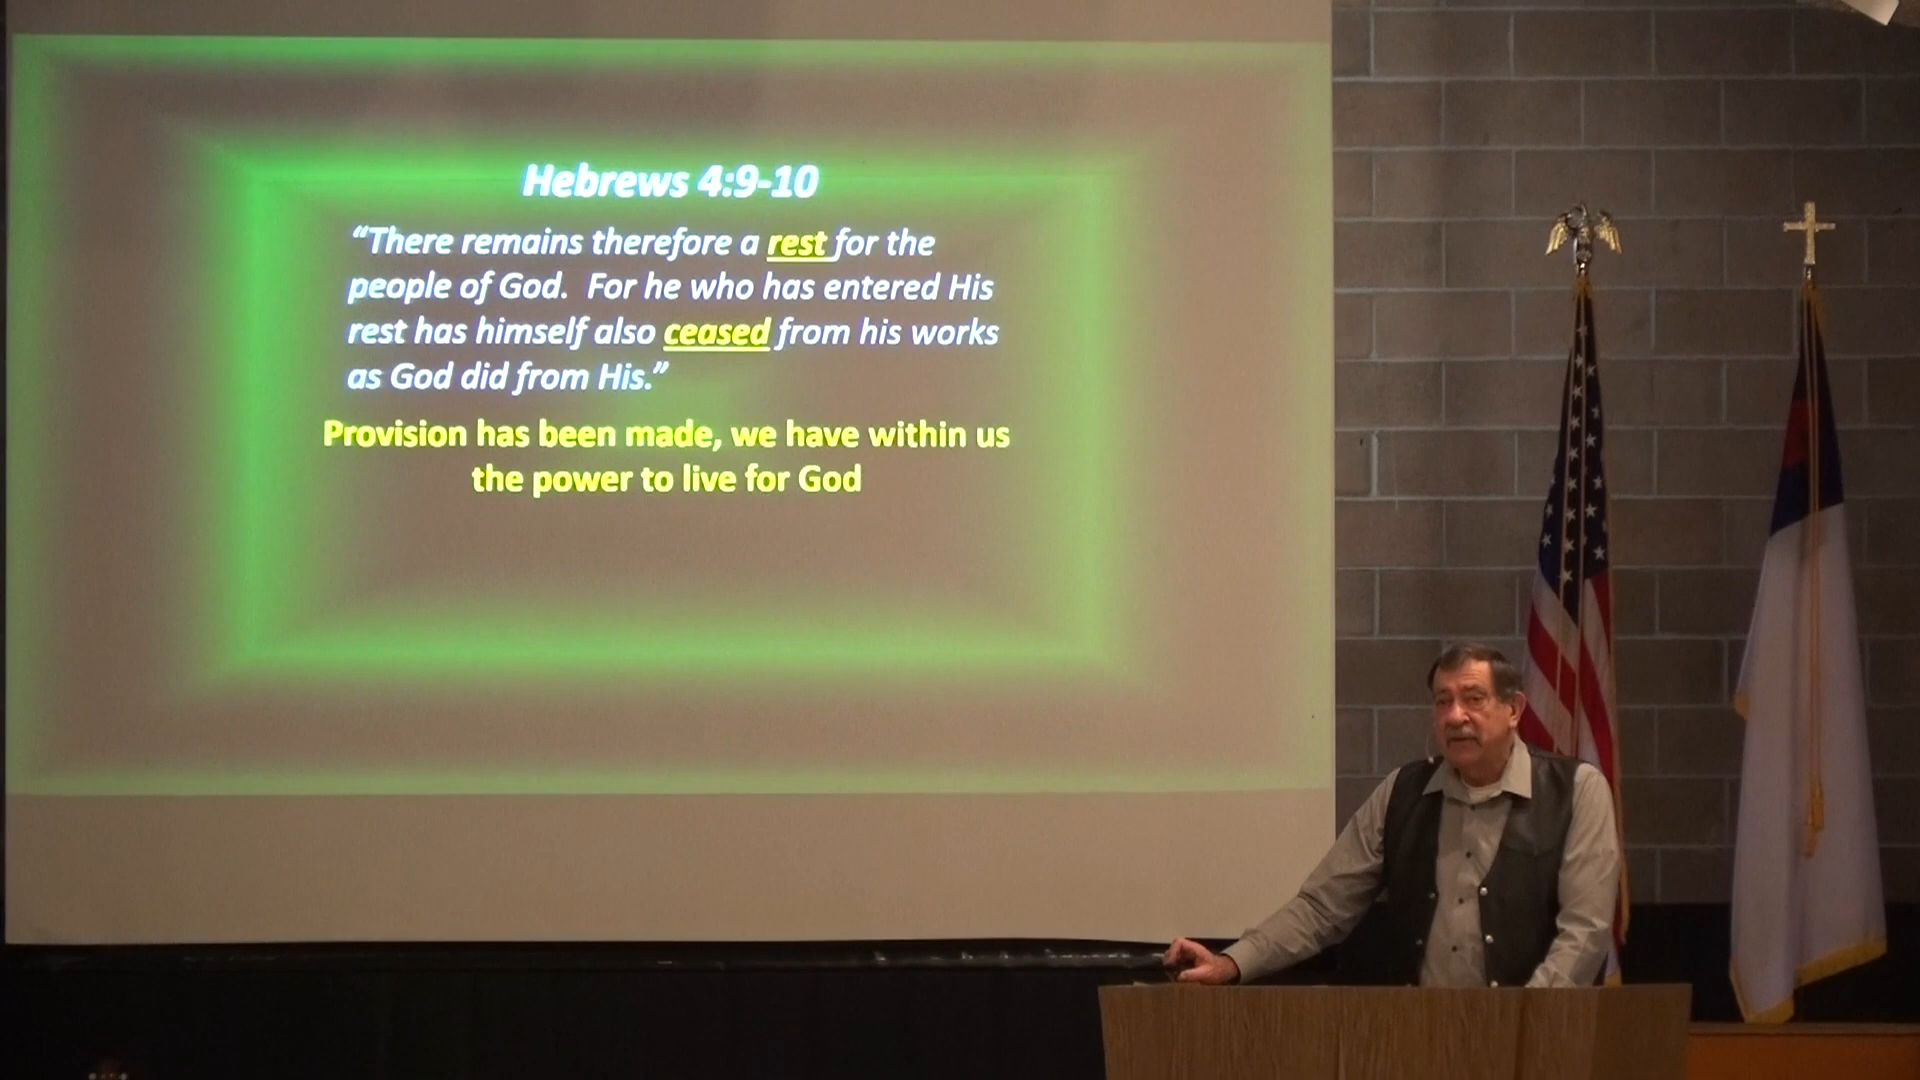 Hebrews 4:9-10
“There remains therefore a rest for the
people of God.  For he who has entered His
rest has himself also ceased from his works
as God did from His.”
Provision has been made, we have within us
the power to live for God